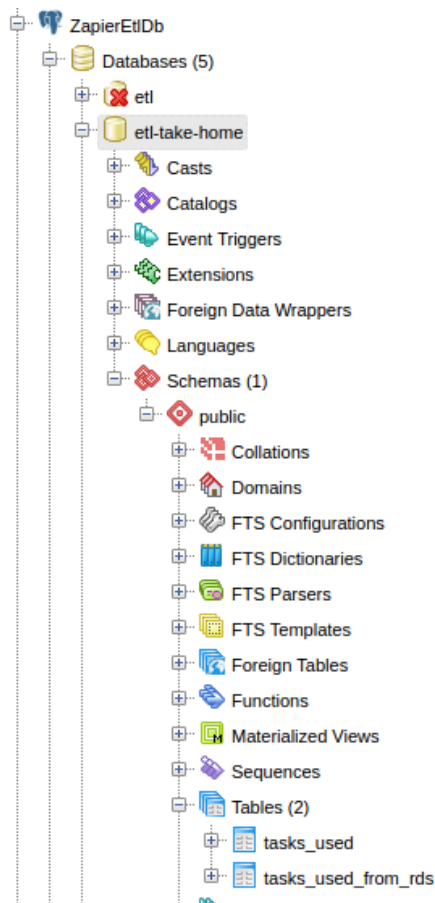 ZapierEtlDb
Databases (5)
etl
etl-take-home
Casts
Catalogs
Event Triggers
Extensions
Foreign Data Wrappers
Languages
Schemas (1)
public
Collations
Domains
FTS Configurations
FTS Dictionaries
FTS Parsers
FTS Templates
Foreign Tables
Functions
Materialized Views
Sequences
Tables (2)
tasks_used
tasks_used_from_rds